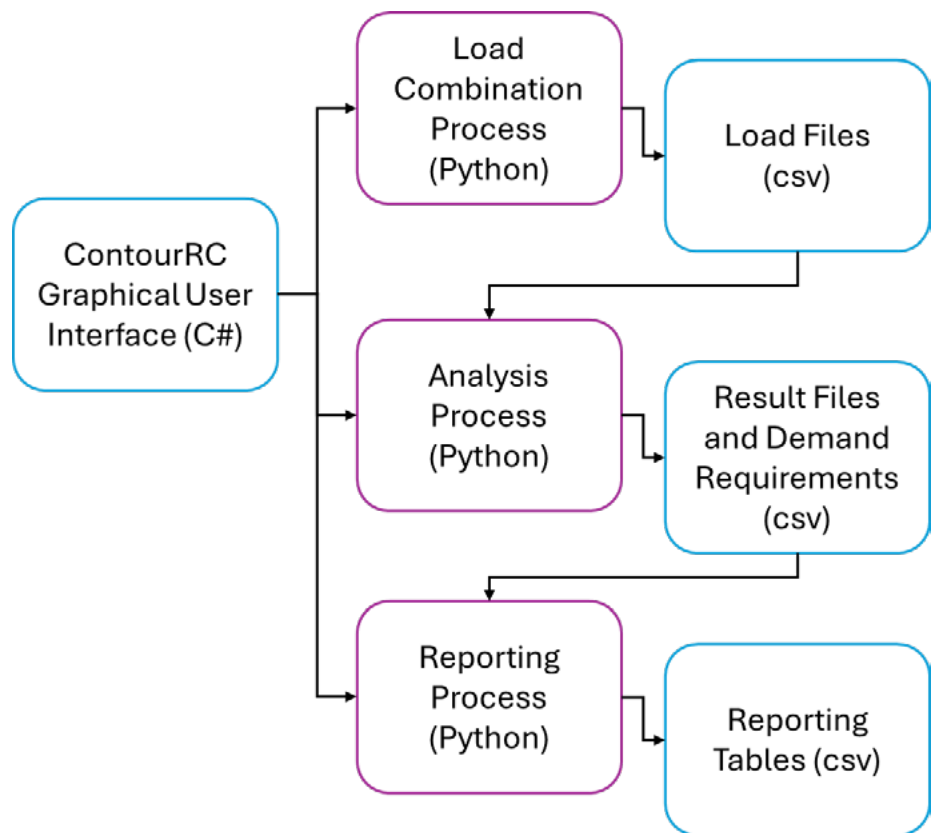 Load
Combination
Process
(Python)
Load Files
(csv)
ContourRC
Graphical User
Interface (C#)
Analysis
Process
(Python)
Result Files
and Demand
Requirements
(csv)
Reporting
Process
(Python)
Reporting
Tables (csv)